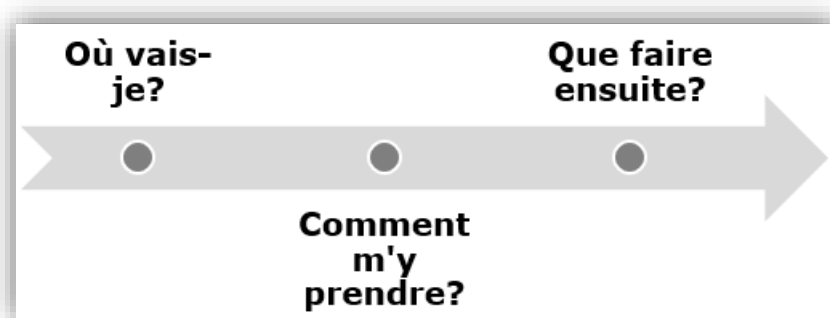 Où vais-
je?
Comment
m'y
prendre?
Que faire
ensuite?